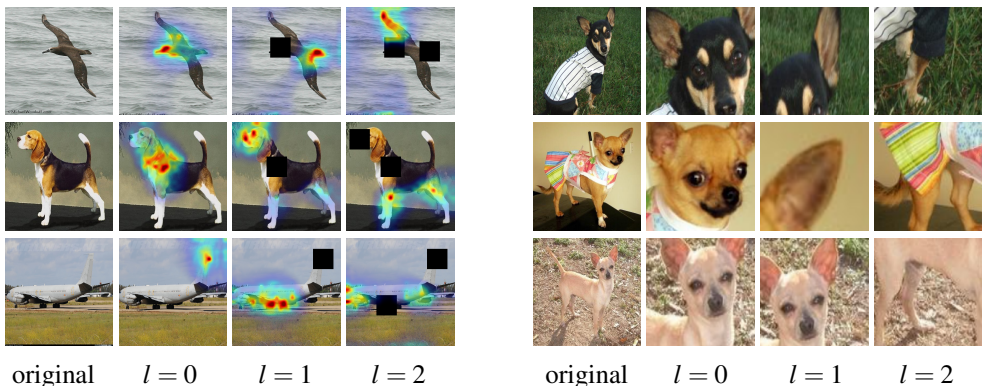 original l = 0 l = 1 l = 2 original l = 0 l = 1 l = 2